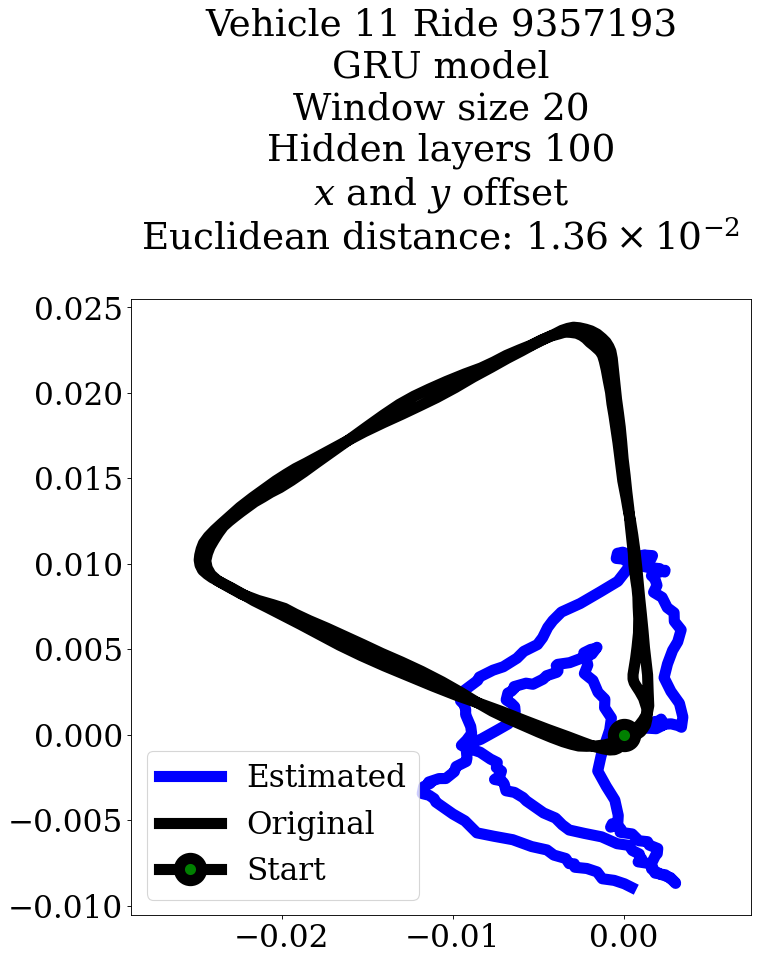 Vehicle 11 Ride 9357193
GRU model
Window size 20
Hidden layers 100
x and y offset
Euclidean distance: 1.36 × 10⁻²
0.025
0.020
0.015
0.010
0.005
0.000
−0.005
−0.010
Estimated
Original
Start
−0.02
−0.01
0.00